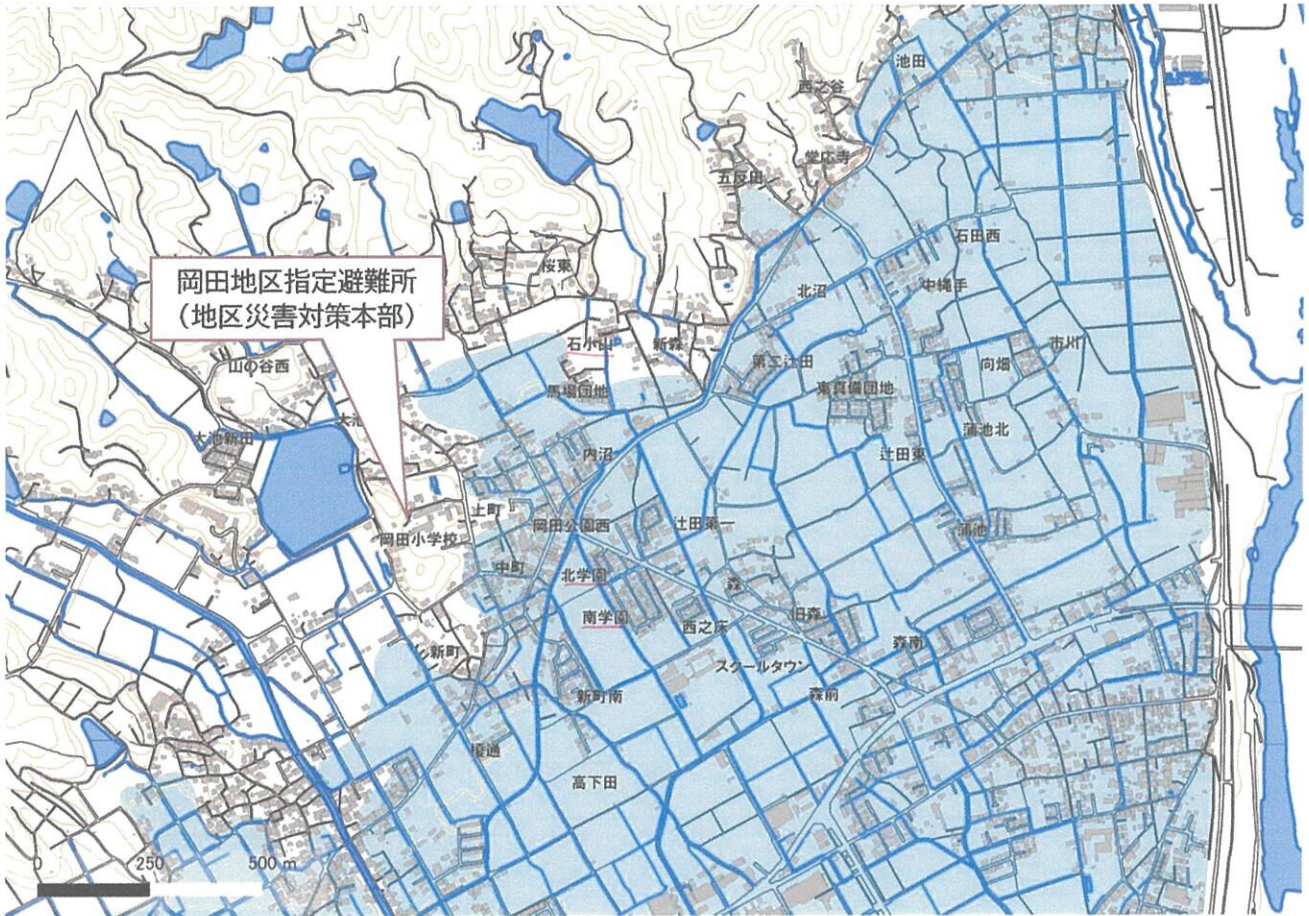 池田
西之谷
堂応寺
五反田
石田西
桜東
岡田地区指定避難所
（地区災害対策本部）
北沼
中縄手
石小山
新森
市川
山の谷西
第二辻田
向畑
馬場団地
東真備団地
大池新田
蒲池北
内沼
辻田東
上町
岡田公園西
辻田第一
蒲池
岡田小学校
中町
北学園
森
南学園
西之床
旧森
森南
新町
スクールタウン
新町南
森前
榎通
高下田
0 250 500 m